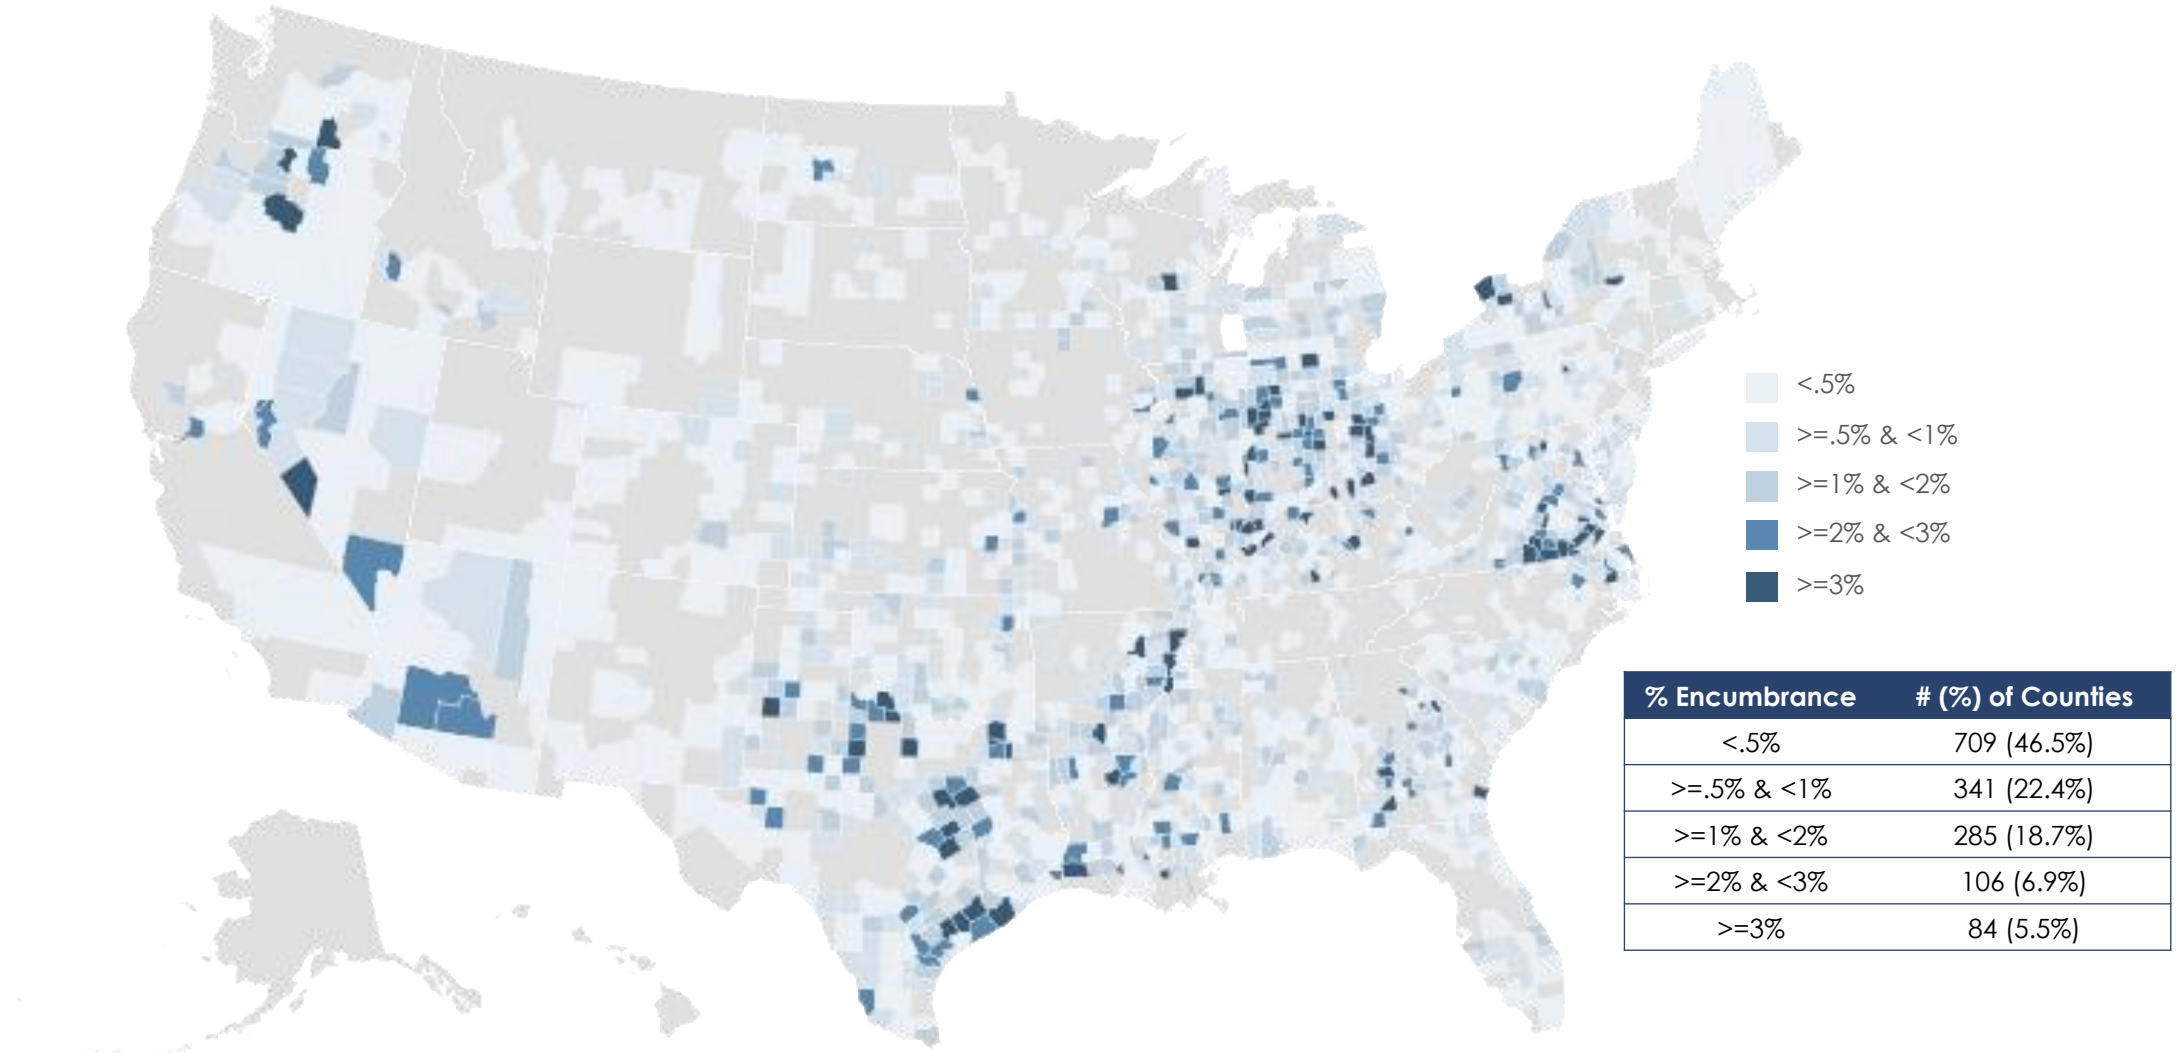 <.5%
>=.5% & <1%
>=1% & <2%
>=2% & <3%
>=3%
% Encumbrance # (%) of Counties
<.5% 709 (46.5%)
>=.5% & <1% 341 (22.4%)
>=1% & <2% 285 (18.7%)
>=2% & <3% 106 (6.9%)
>=3% 84 (5.5%)